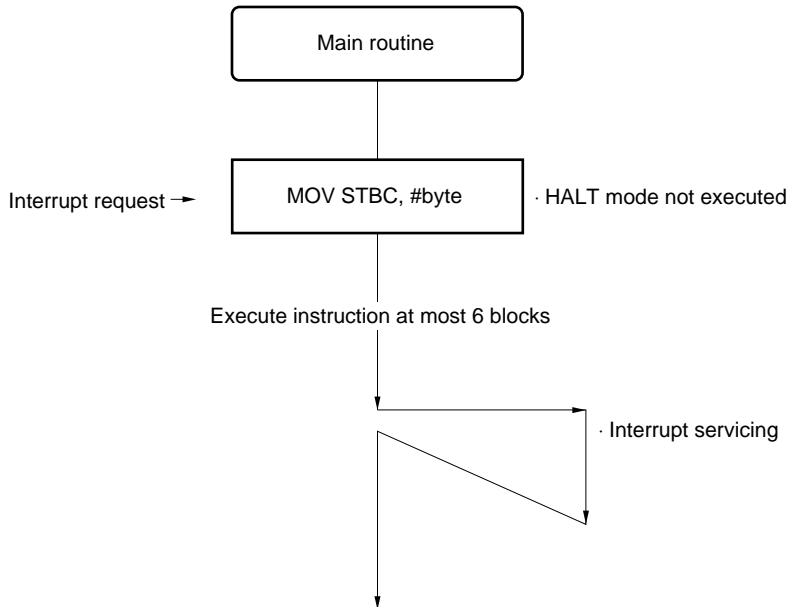 Main routine
Interrupt request
MOV STBC, #byte
· HALT mode not executed
Execute instruction at most 6 blocks
· Interrupt servicing